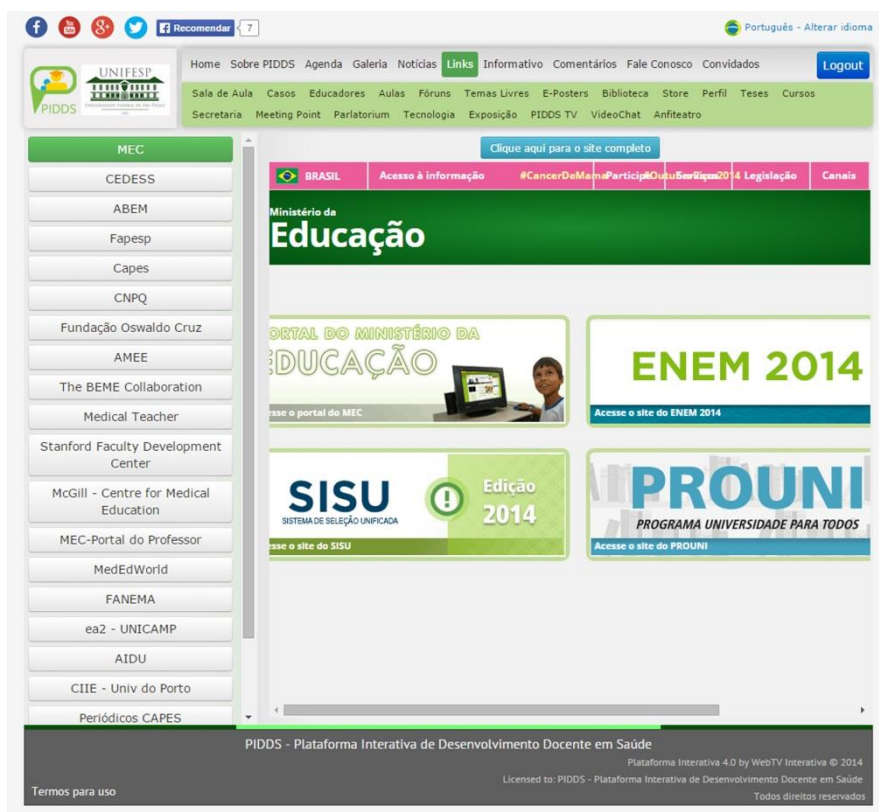 Recomendar
7
Português - Alterar idioma
PIDDS
UNIFESP
Home Sobre PIDDS Agenda Galeria Notícias Links Informativo Comentários Fale Conosco Convidados
Logout
Sala de Aula Casos Educadores Aulas Fóruns Temas Livres E-Posters Biblioteca Store Perfil Teses Cursos
Secretaria Meeting Point Parlatorium Tecnologia Exposição PIDDS TV VideoChat Anfiteatro
MEC
CEDESS
ABEM
Fapesp
Capes
CNPQ
Fundação Oswaldo Cruz
AMEE
The BEME Collaboration
Medical Teacher
Stanford Faculty Development
Center
McGill - Centre for Medical
Education
MEC-Portal do Professor
MedEdWorld
FANEMA
ea2 - UNICAMP
AIDU
CIIE - Univ do Porto
Periódicos CAPES
Clique aqui para o site completo
BRASIL Acesso à informação #CancerDeMama Participe Serviços Legislação Canais
Ministério da
Educação
PORTAL DO MINISTÉRIO DA
EDUCAÇÃO
esse o portal do MEC
ENEM 2014
Acesse o site do ENEM 2014
SISU
SISTEMA DE SELEÇÃO UNIFICADA
Edição
2014
esse o site do SISU
PROUNI
PROGRAMA UNIVERSIDADE PARA TODOS
Acesse o site do PROUNI
PIDDS - Plataforma Interativa de Desenvolvimento Docente em Saúde
Plataforma Interativa 4.0 by WebTV Interativa © 2014
Licensed to: PIDDS - Plataforma Interativa de Desenvolvimento Docente em Saúde
Termos para uso
Todos direitos reservados